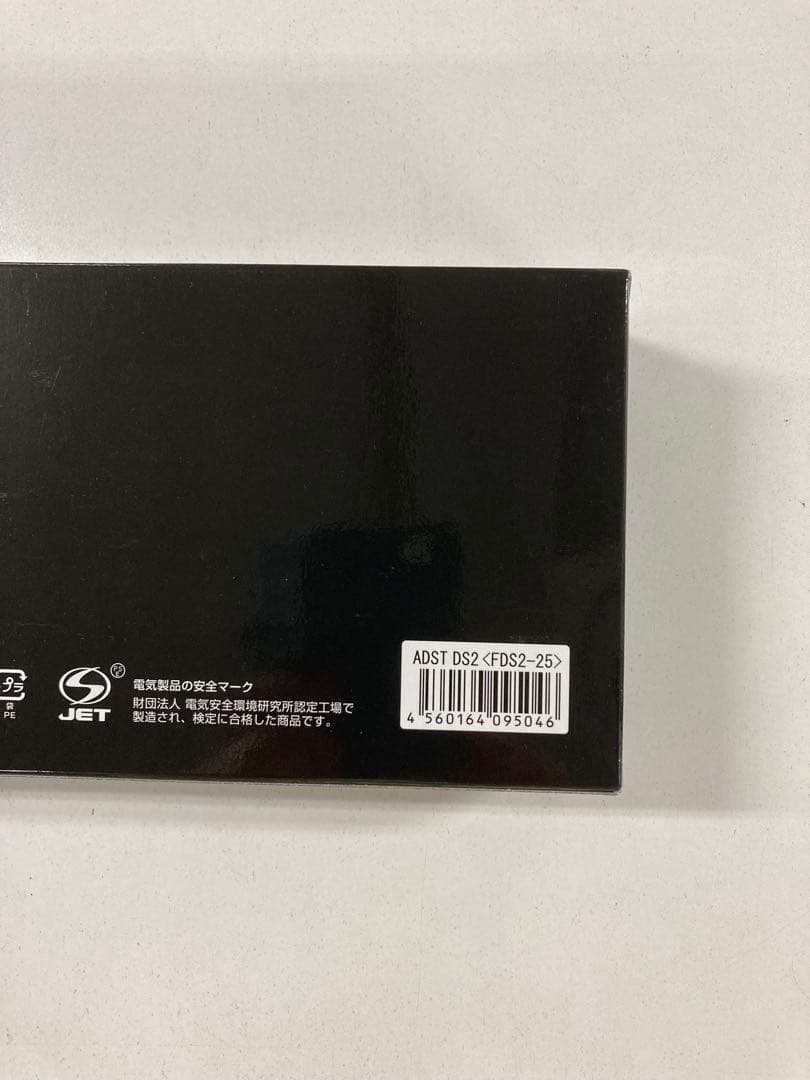 プラ
袋
PE
JET
電気製品の安全マーク
財団法人 電気安全環境研究所認定工場で
製造され、検定に合格した商品です。
ADST DS2<FDS2-25>
4 560164 095046